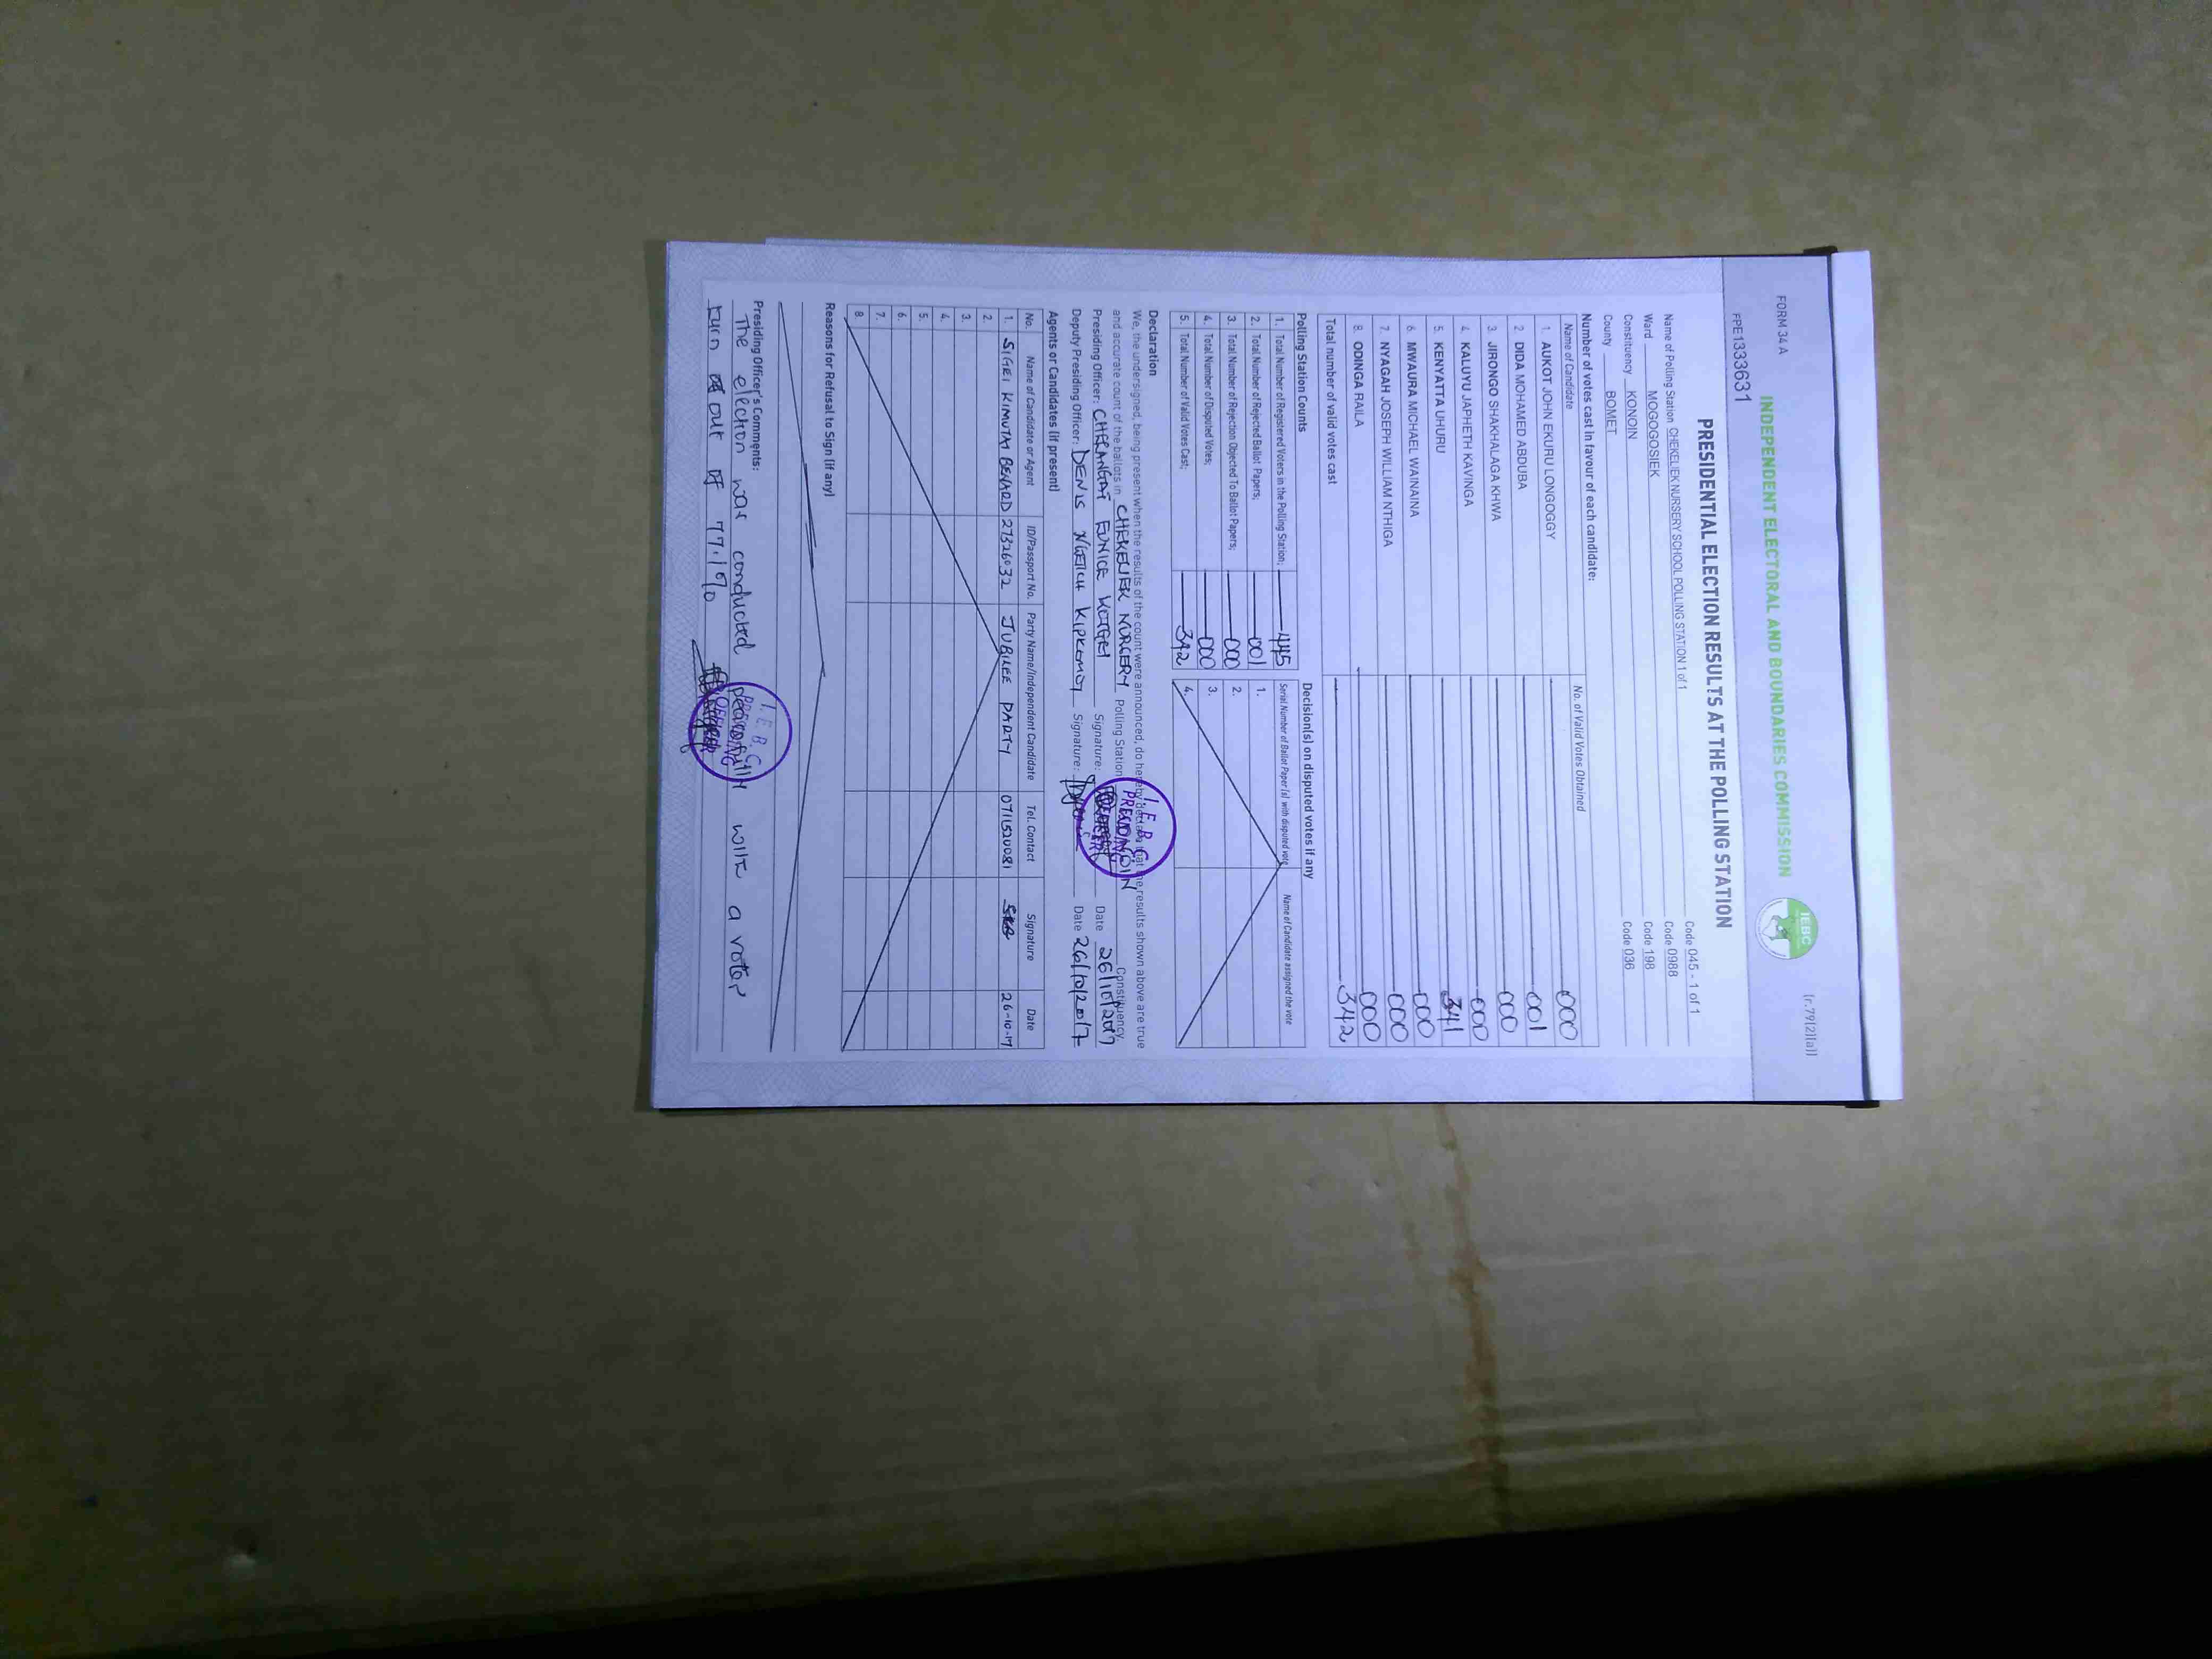 FORM 34 A
(r.79(2)(a))
INDEPENDENT ELECTORAL AND BOUNDARIES COMMISSION
IEBC
FPE1333631
PRESIDENTIAL ELECTION RESULTS AT THE POLLING STATION
Name of Polling Station CHEKELIEK NURSERY SCHOOL POLLING STATION 1 of 1 Code 045 - 1 of 1
Ward MOGOGOSIEK Code 0988
Constituency KONOIN Code 198
County BOMET Code 036
Number of votes cast in favour of each candidate:
Name of Candidate No. of Valid Votes Obtained
1. AUKOT JOHN EKURU LONGOGGY 000
2 DIDA MOHAMED ABDUBA 001
3. JIRONGO SHAKHALAGA KHWA 000
4. KALUYU JAPHETH KAVINGA 000
5. KENYATTA UHURU 341
6 MWAURA MICHAEL WAINAINA 000
7. NYAGAH JOSEPH WILLIAM NTHIGA 000
8. ODINGA RAILA 000
Total number of valid votes cast 342
Polling Station Counts
1. Total Number of Registered Voters in the Polling Station; 445
2. Total Number of Rejected Ballot Papers; 001
3. Total Number of Rejection Objected To Ballot Papers; 000
4. Total Number of Disputed Votes; 000
5. Total Number of Valid Votes Cast; 342
Decision(s) on disputed votes if any
Serial Number of Ballot Paper (s) with disputed vote Name of Candidate assigned the vote
1.
2.
3.
4.
Declaration
We, the undersigned, being present when the results of the count were announced, do hereby declare that the results shown above are true
and accurate count of the ballots in CHEKELIEK NURSERY Polling Station KONOIN Constituency.
Presiding Officer: CHERANGAT EUNICE Signature: Date 26/10/2017
Deputy Presiding Officer: DENIS NGETICH KIPKEMOI Signature: Date 26/10/2017
I.E.B.C
PRESIDING
OFFICER
Agents or Candidates (if present)
No. Name of Candidate or Agent ID/Passport No. Party Name/Independent Candidate Tel. Contact Signature Date
1. SIGEI KIMUTAI BENARD 27326032 JUBILEE PARTY 0711520081 26-10-17
2.
3.
4.
5.
6.
7.
8.
Reasons for Refusal to Sign (if any)
Presiding Officer's Comments:
The election was conducted peacefully with a voter
turn out of 77.1%
I.E.B.C
PRESIDING
OFFICER